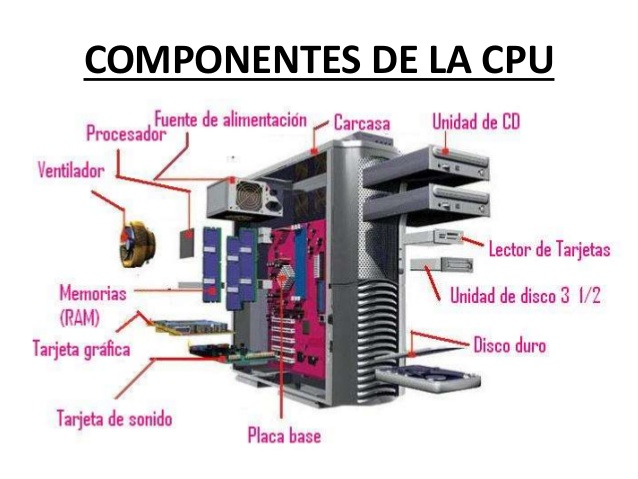 COMPONENTES DE LA CPU
Fuente de alimentación
Carcasa
Unidad de CD
Procesador
Ventilador
Lector de Tarjetas
Memorias
(RAM)
Unidad de disco 3 1/2
Tarjeta gráfica
Disco duro
Tarjeta de sonido
Placa base